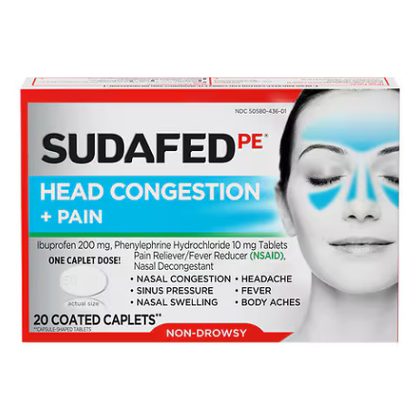 NDC 50580-436-01
SUDAFED PE®
HEAD CONGESTION
+ PAIN
Ibuprofen 200 mg, Phenylephrine Hydrochloride 10 mg Tablets
Pain Reliever/Fever Reducer (NSAID),
Nasal Decongestant
ONE CAPLET DOSE!
actual size
• NASAL CONGESTION • HEADACHE
• SINUS PRESSURE • FEVER
• NASAL SWELLING • BODY ACHES
20 COATED CAPLETS**
**CAPSULE-SHAPED TABLETS
NON-DROWSY